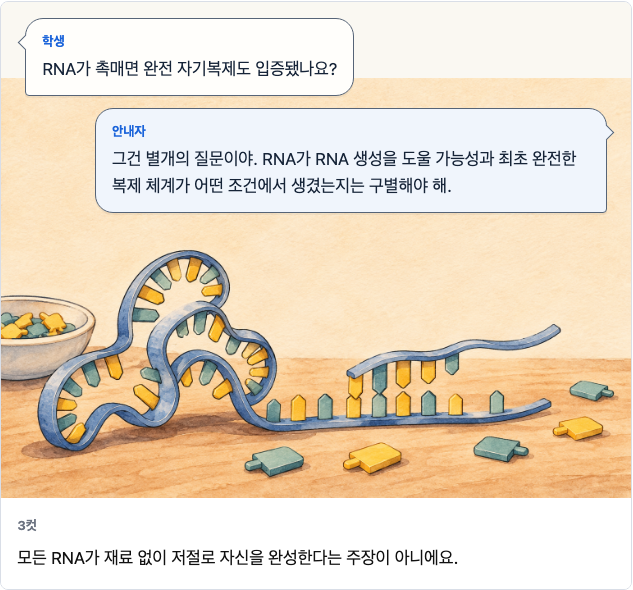 학생
RNA가 촉매면 완전 자기복제도 입증됐나요?
안내자
그건 별개의 질문이야. RNA가 RNA 생성을 도울 가능성과 최초 완전한
복제 체계가 어떤 조건에서 생겼는지는 구별해야 해.
3컷
모든 RNA가 재료 없이 저절로 자신을 완성한다는 주장이 아니에요.